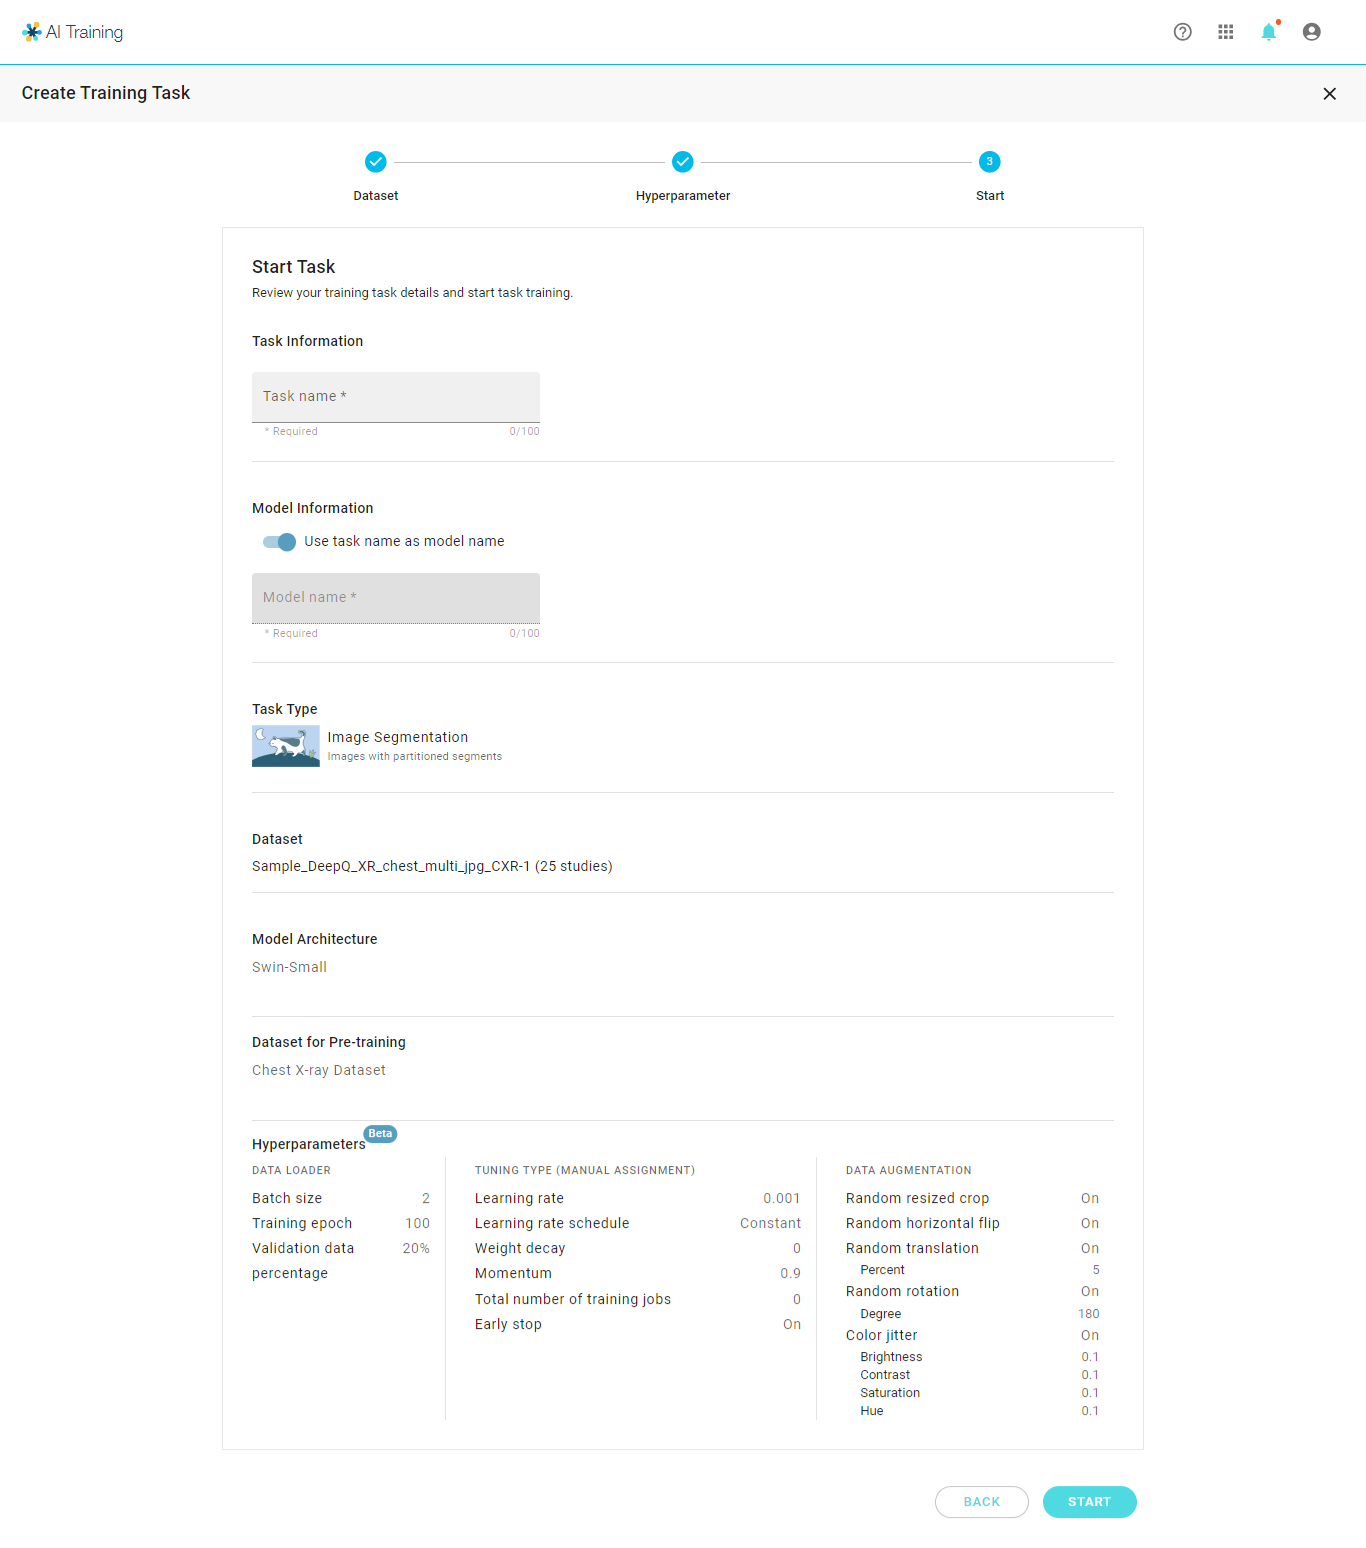 AI Training
Create Training Task
3
Dataset
Hyperparameter
Start
Start Task
Review your training task details and start task training.
Task Information
Task name *
* Required 0/100
Model Information
Use task name as model name
Model name *
* Required 0/100
Task Type
Image Segmentation
Images with partitioned segments
Dataset
Sample_DeepQ_XR_chest_multi_jpg_CXR-1 (25 studies)
Model Architecture
Swin-Small
Dataset for Pre-training
Chest X-ray Dataset
Hyperparameters Beta
DATA LOADER
Batch size 2
Training epoch 100
Validation data 20%
percentage
TUNING TYPE (MANUAL ASSIGNMENT)
Learning rate 0.001
Learning rate schedule Constant
Weight decay 0
Momentum 0.9
Total number of training jobs 0
Early stop On
DATA AUGMENTATION
Random resized crop On
Random horizontal flip On
Random translation On
Percent 5
Random rotation On
Degree 180
Color jitter On
Brightness 0.1
Contrast 0.1
Saturation 0.1
Hue 0.1
BACK
START